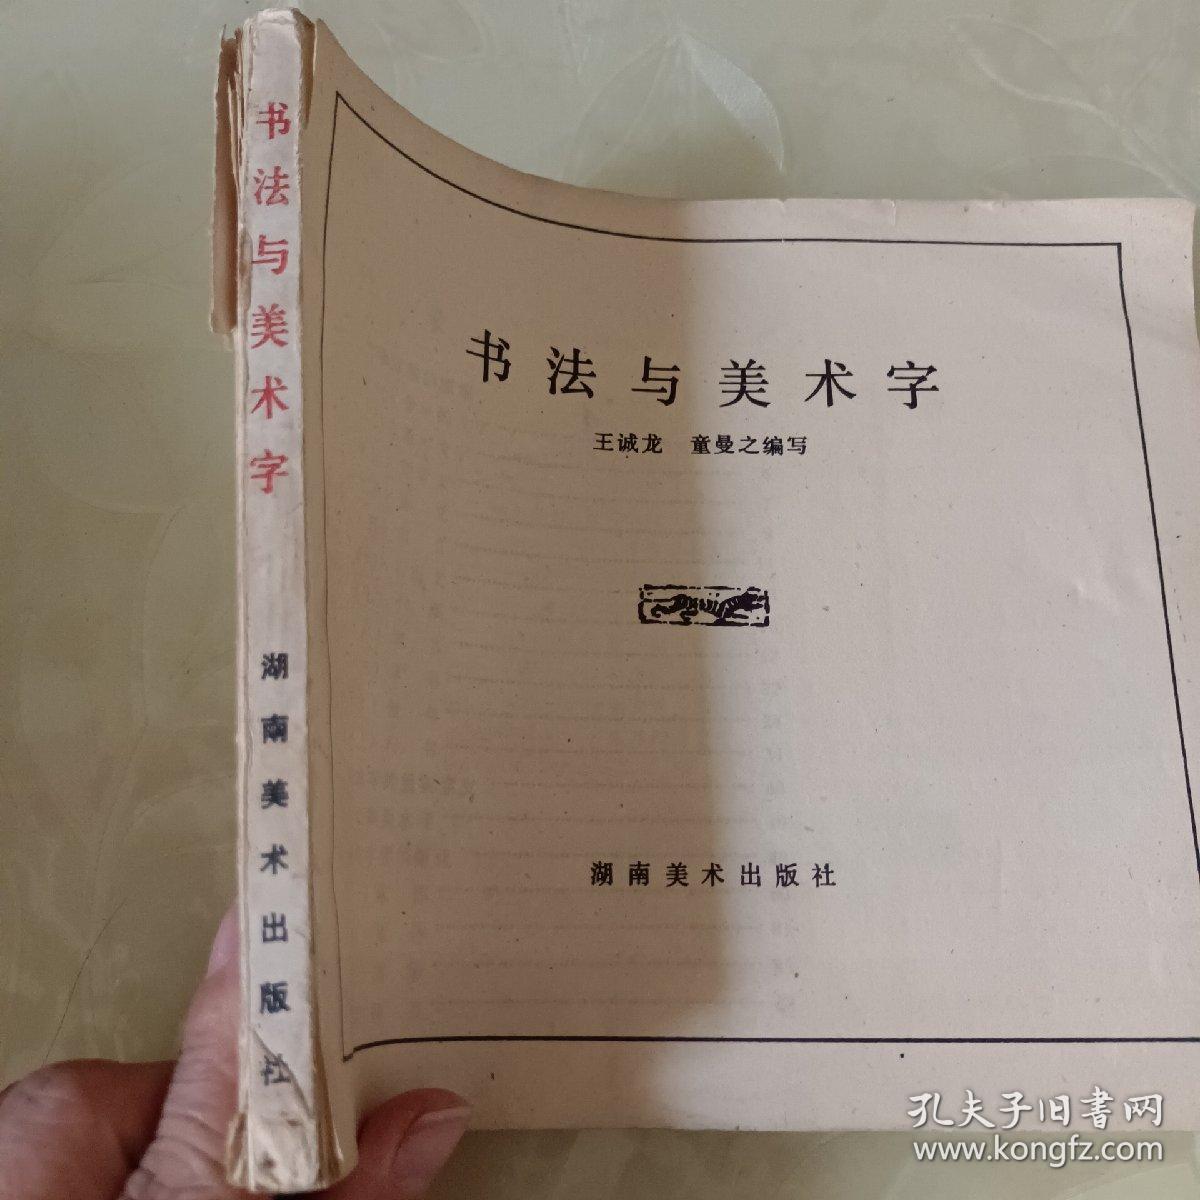 书法与美术字
湖南美术出版社
书法与美术字
王诚龙 童曼之编写
湖南美术出版社
孔夫子旧書网
www.kongfz.com